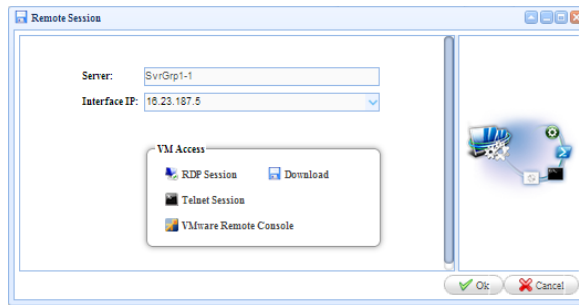 Remote Session
Server: SvrGrp1-1
Interface IP: 16.23.187.5
VM Access
RDP Session Download
Telnet Session
VMware Remote Console
Ok Cancel